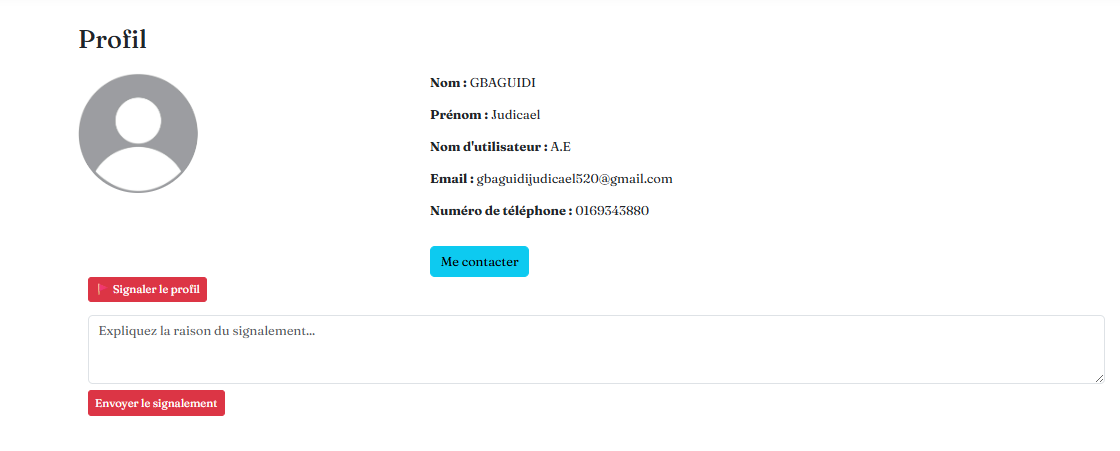 Profil
Nom : GBAGUIDI
Prénom : Judicael
Nom d'utilisateur : A.E
Email : gbaguidijudicael520@gmail.com
Numéro de téléphone : 0169343880
Me contacter
Signaler le profil
Expliquez la raison du signalement...
Envoyer le signalement